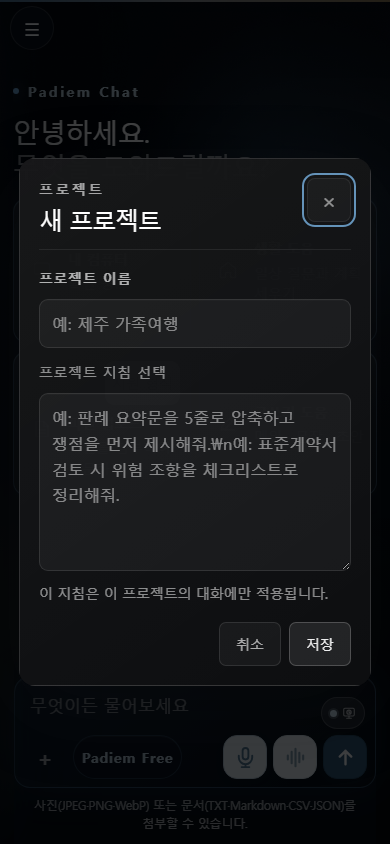 Padiem Chat
안녕하세요.
프로젝트
새 프로젝트
×
프로젝트 이름
예: 제주 가족여행
프로젝트 지침 선택
예: 판례 요약문을 5줄로 압축하고
쟁점을 먼저 제시해줘.₩n예: 표준계약서
검토 시 위험 조항을 체크리스트로
정리해줘.
이 지침은 이 프로젝트의 대화에만 적용됩니다.
취소 저장
무엇이든 물어보세요
+ Padiem Free
사진(JPEG·PNG·WebP) 또는 문서(TXT·Markdown·CSV·JSON)를
첨부할 수 있습니다.